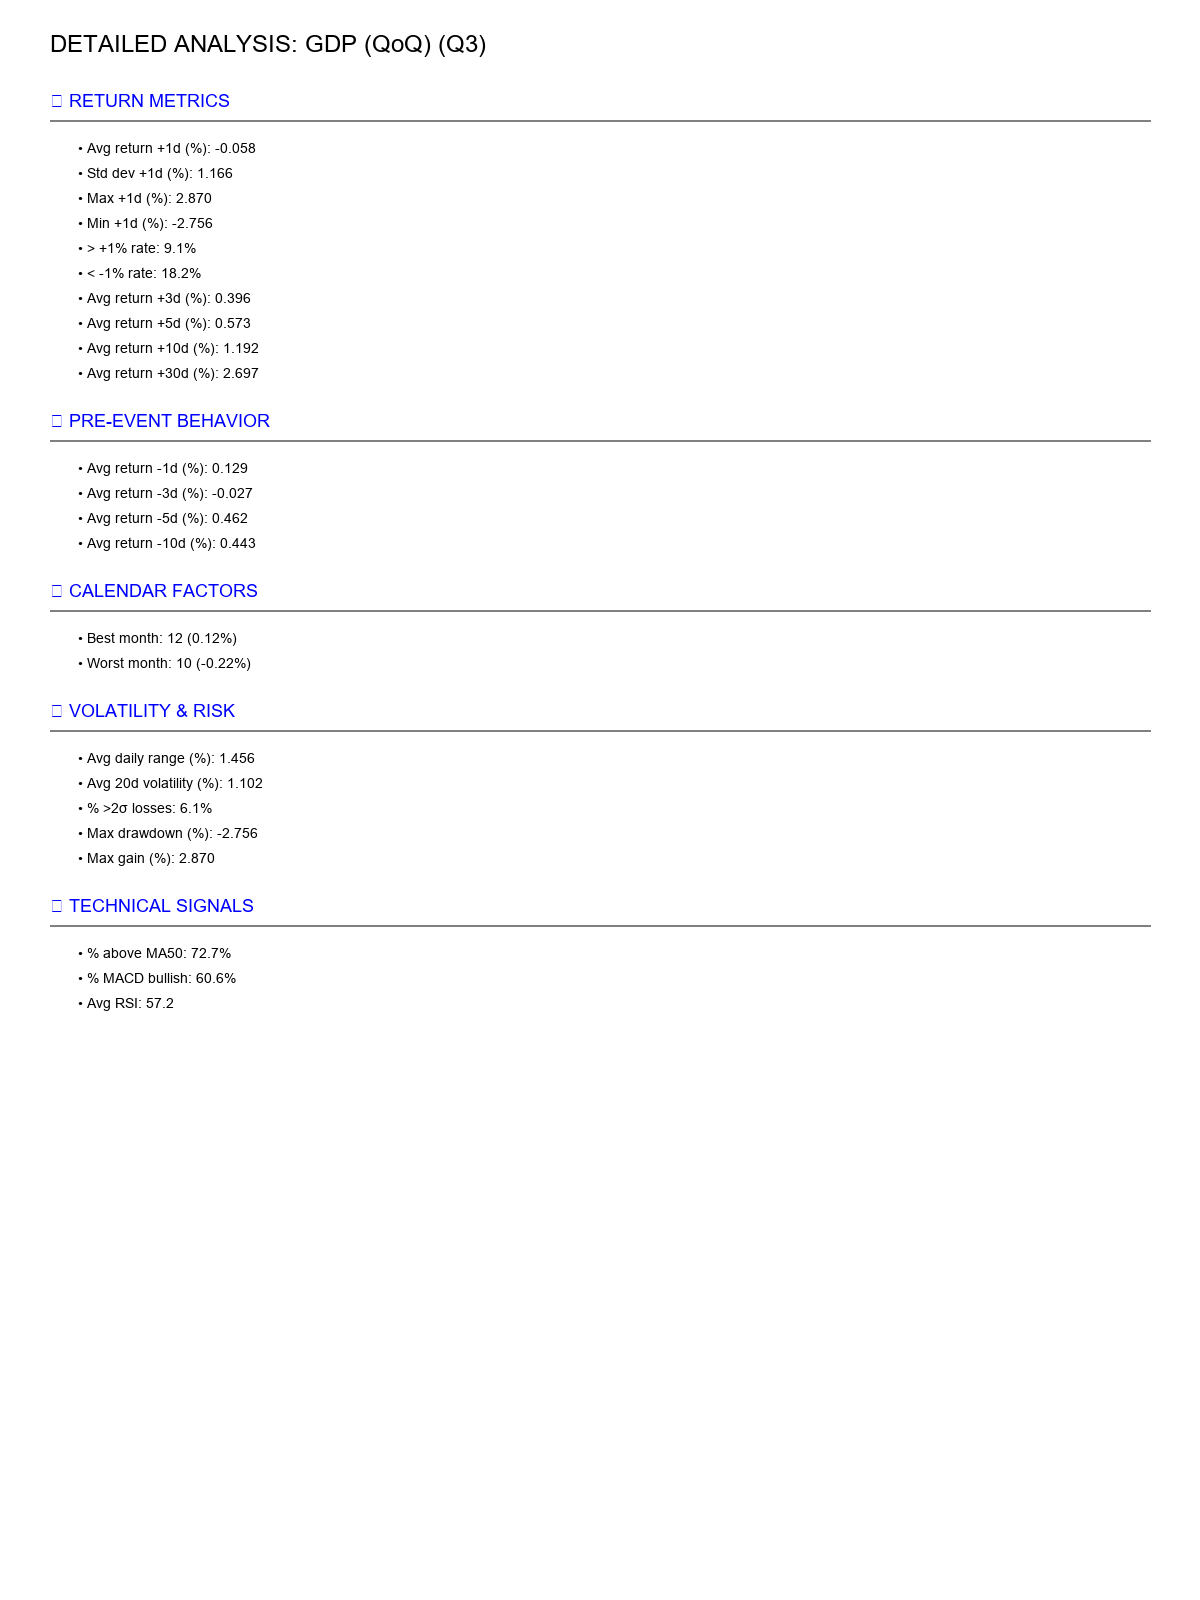 DETAILED ANALYSIS: GDP (QoQ) (Q3)
RETURN METRICS
• Avg return +1d (%): -0.058
• Std dev +1d (%): 1.166
• Max +1d (%): 2.870
• Min +1d (%): -2.756
• > +1% rate: 9.1%
• < -1% rate: 18.2%
• Avg return +3d (%): 0.396
• Avg return +5d (%): 0.573
• Avg return +10d (%): 1.192
• Avg return +30d (%): 2.697
PRE-EVENT BEHAVIOR
• Avg return -1d (%): 0.129
• Avg return -3d (%): -0.027
• Avg return -5d (%): 0.462
• Avg return -10d (%): 0.443
CALENDAR FACTORS
• Best month: 12 (0.12%)
• Worst month: 10 (-0.22%)
VOLATILITY & RISK
• Avg daily range (%): 1.456
• Avg 20d volatility (%): 1.102
• % >2σ losses: 6.1%
• Max drawdown (%): -2.756
• Max gain (%): 2.870
TECHNICAL SIGNALS
• % above MA50: 72.7%
• % MACD bullish: 60.6%
• Avg RSI: 57.2